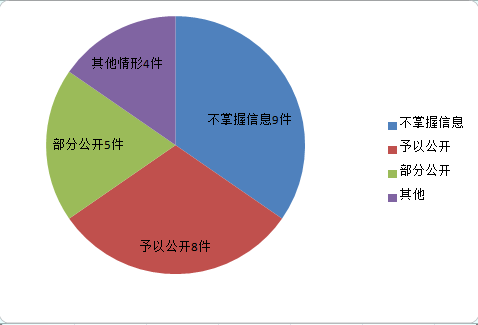 其他情形4件
不掌握信息9件
部分公开5件
予以公开8件
不掌握信息
予以公开
部分公开
其他